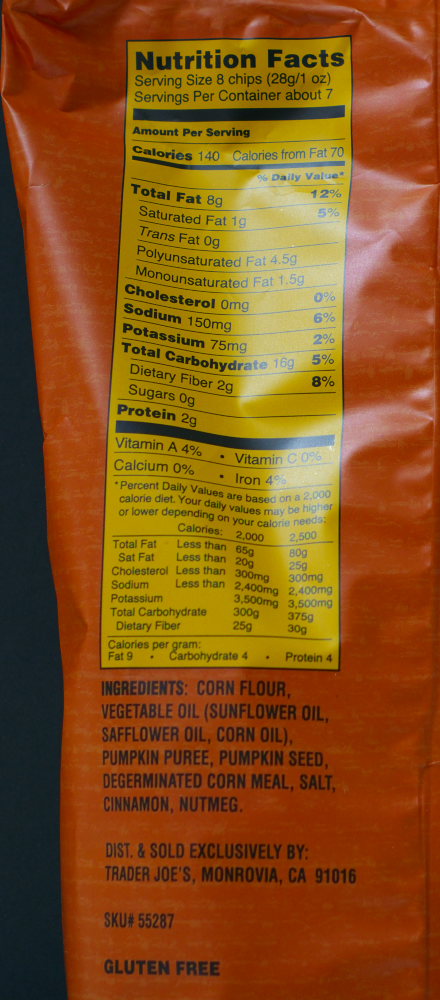 Nutrition Facts
Serving Size 8 chips (28g/1 oz)
Servings Per Container about 7
Amount Per Serving
Calories 140 Calories from Fat 70
% Daily Value*
Total Fat 8g 12%
Saturated Fat 1g 5%
Trans Fat 0g
Polyunsaturated Fat 4.5g
Monounsaturated Fat 1.5g
Cholesterol 0mg 0%
Sodium 150mg 6%
Potassium 75mg 2%
Total Carbohydrate 16g 5%
Dietary Fiber 2g 8%
Sugars 0g
Protein 2g
Vitamin A 4% • Vitamin C 0%
Calcium 0% • Iron 4%
*Percent Daily Values are based on a 2,000
calorie diet. Your daily values may be higher
or lower depending on your calorie needs:
Calories: 2,000 2,500
Total Fat Less than 65g 80g
Sat Fat Less than 20g 25g
Cholesterol Less than 300mg 300mg
Sodium Less than 2,400mg 2,400mg
Potassium 3,500mg 3,500mg
Total Carbohydrate 300g 375g
Dietary Fiber 25g 30g
Calories per gram:
Fat 9 • Carbohydrate 4 • Protein 4
INGREDIENTS: CORN FLOUR,
VEGETABLE OIL (SUNFLOWER OIL,
SAFFLOWER OIL, CORN OIL),
PUMPKIN PUREE, PUMPKIN SEED,
DEGERMINATED CORN MEAL, SALT,
CINNAMON, NUTMEG.
DIST. & SOLD EXCLUSIVELY BY:
TRADER JOE'S, MONROVIA, CA 91016
SKU# 55287
GLUTEN FREE